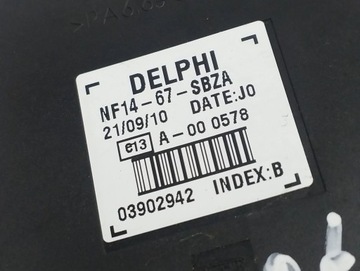 DELPHI
NF14-67-SBZA
21/09/10 DATE:J0
e13 A-00 0578
03902942 INDEX:B